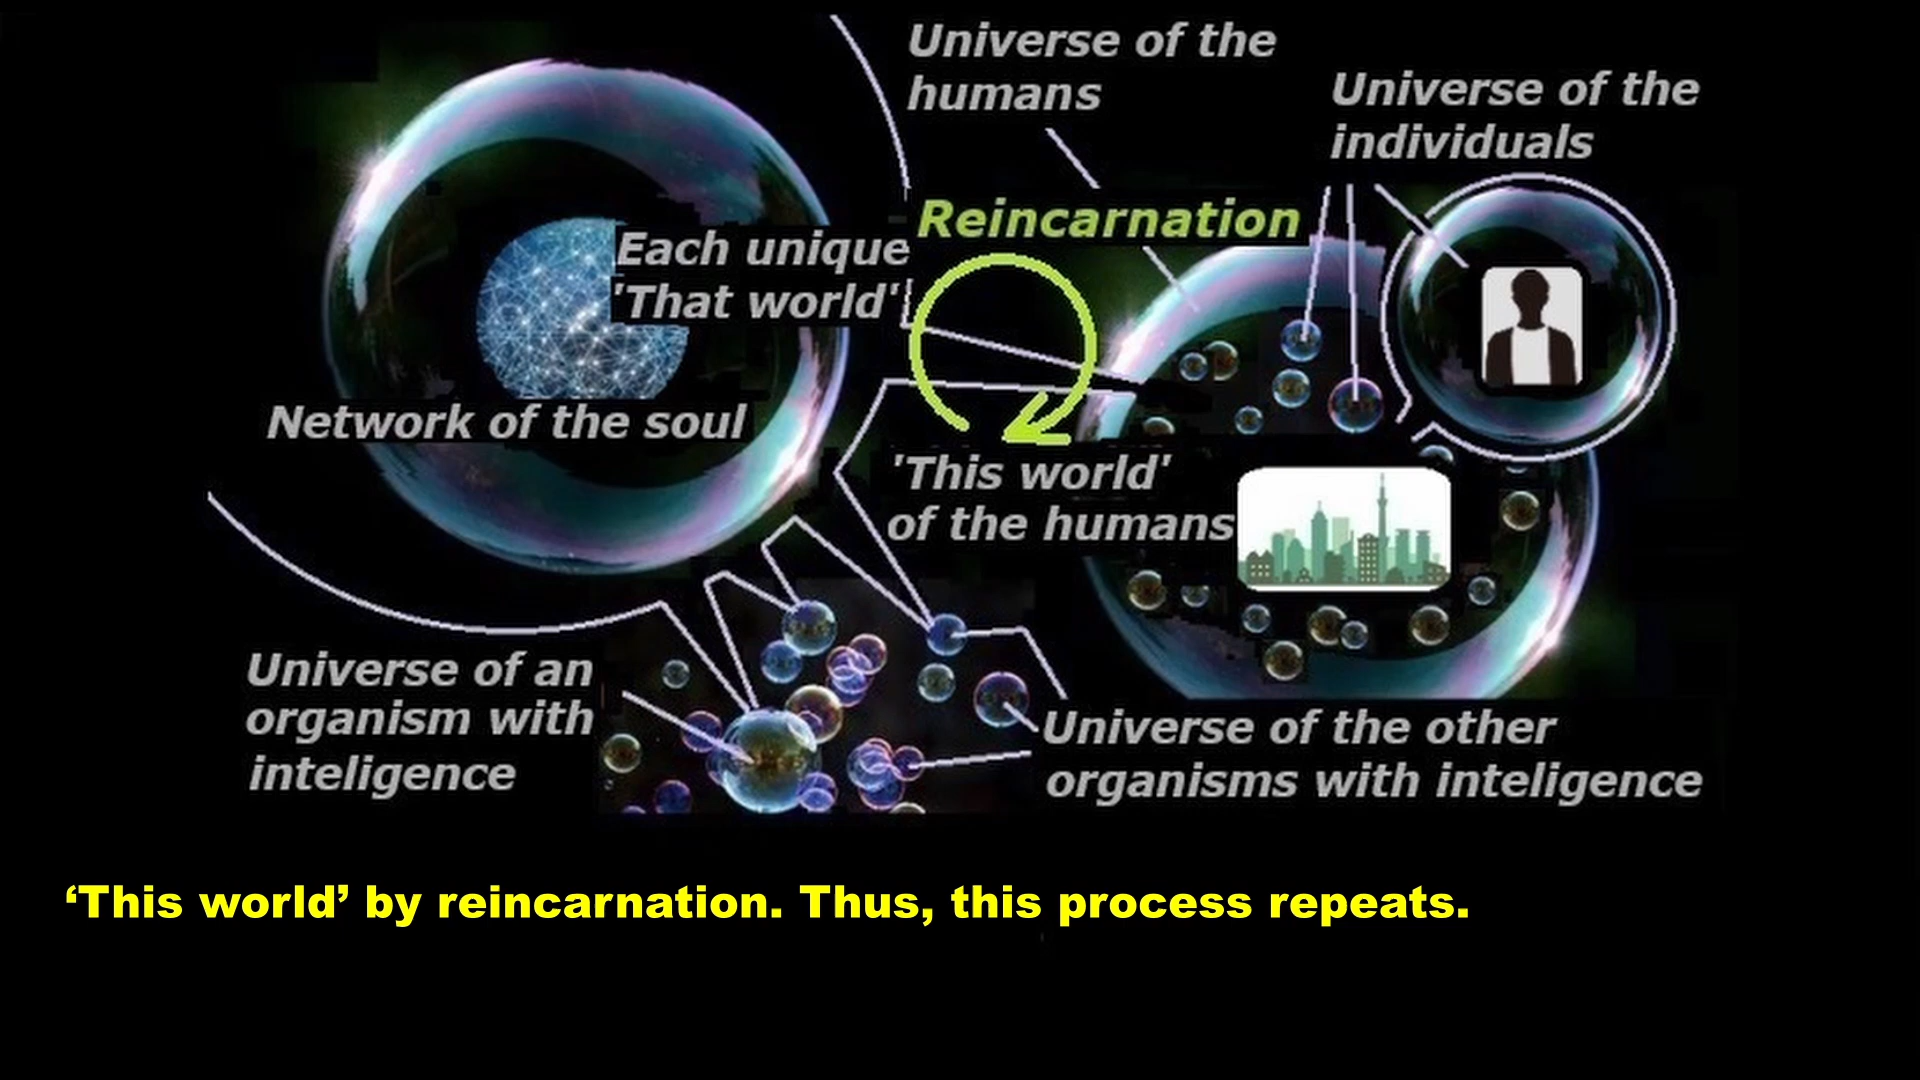 Universe of the
humans
Universe of the
individuals
Reincarnation
Each unique
'That world'
Network of the soul
'This world'
of the humans
Universe of an
organism with
inteligence
Universe of the other
organisms with inteligence
‘This world’ by reincarnation. Thus, this process repeats.